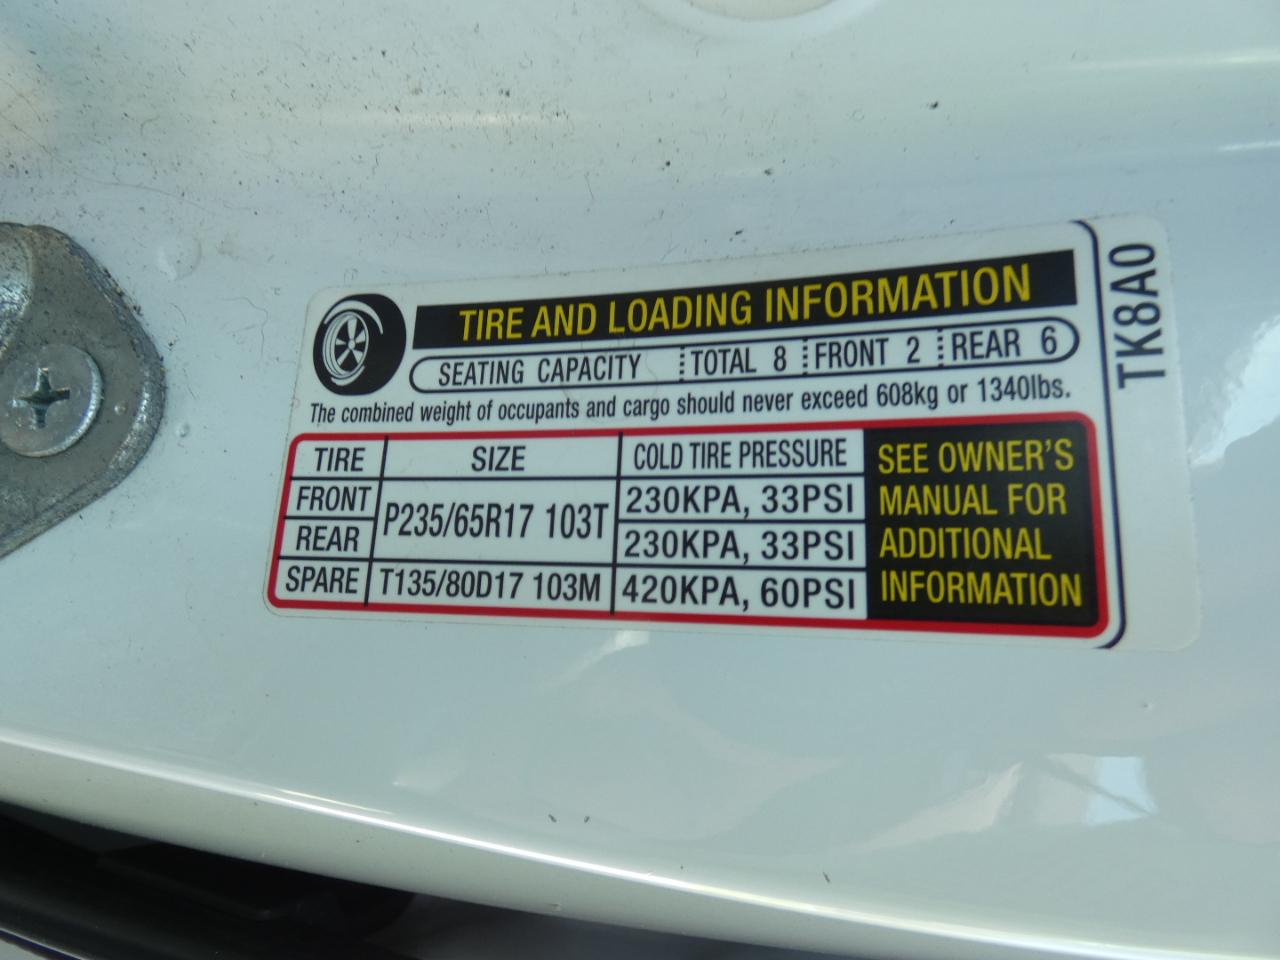 TIRE AND LOADING INFORMATION
SEATING CAPACITY TOTAL 8 FRONT 2 REAR 6
The combined weight of occupants and cargo should never exceed 608kg or 1340lbs.
TIRE SIZE COLD TIRE PRESSURE
FRONT P235/65R17 103T 230KPA, 33PSI
REAR 230KPA, 33PSI
SPARE T135/80D17 103M 420KPA, 60PSI
SEE OWNER'S
MANUAL FOR
ADDITIONAL
INFORMATION
TK8A0